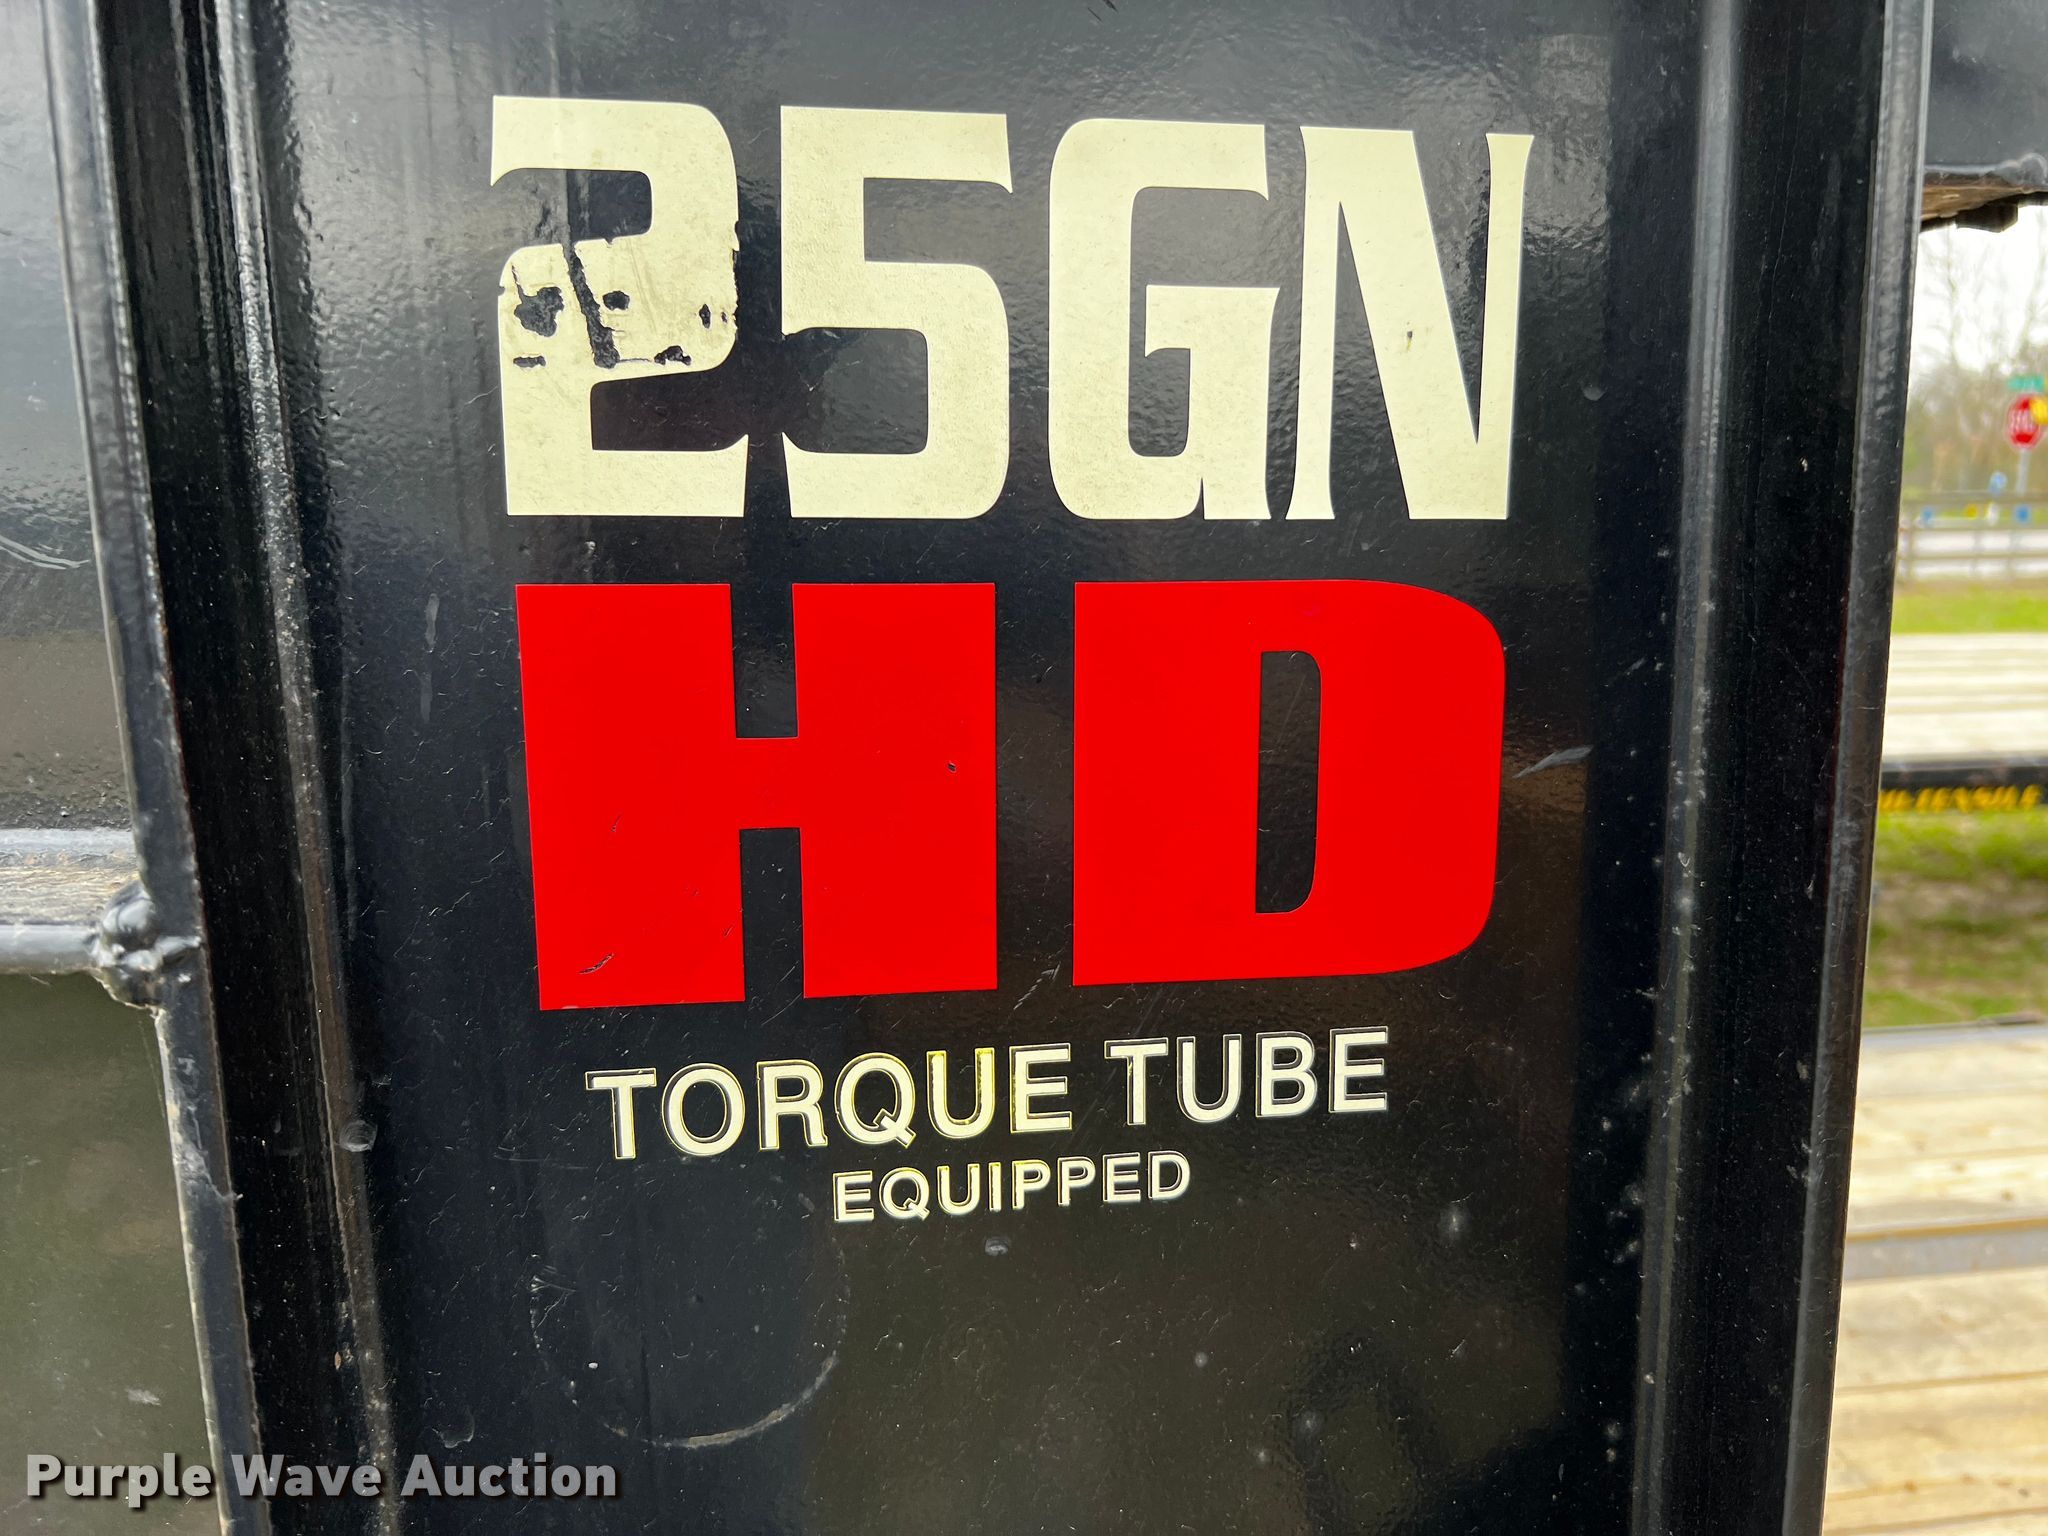 25GN
HD
TORQUE TUBE
EQUIPPED
Purple Wave Auction